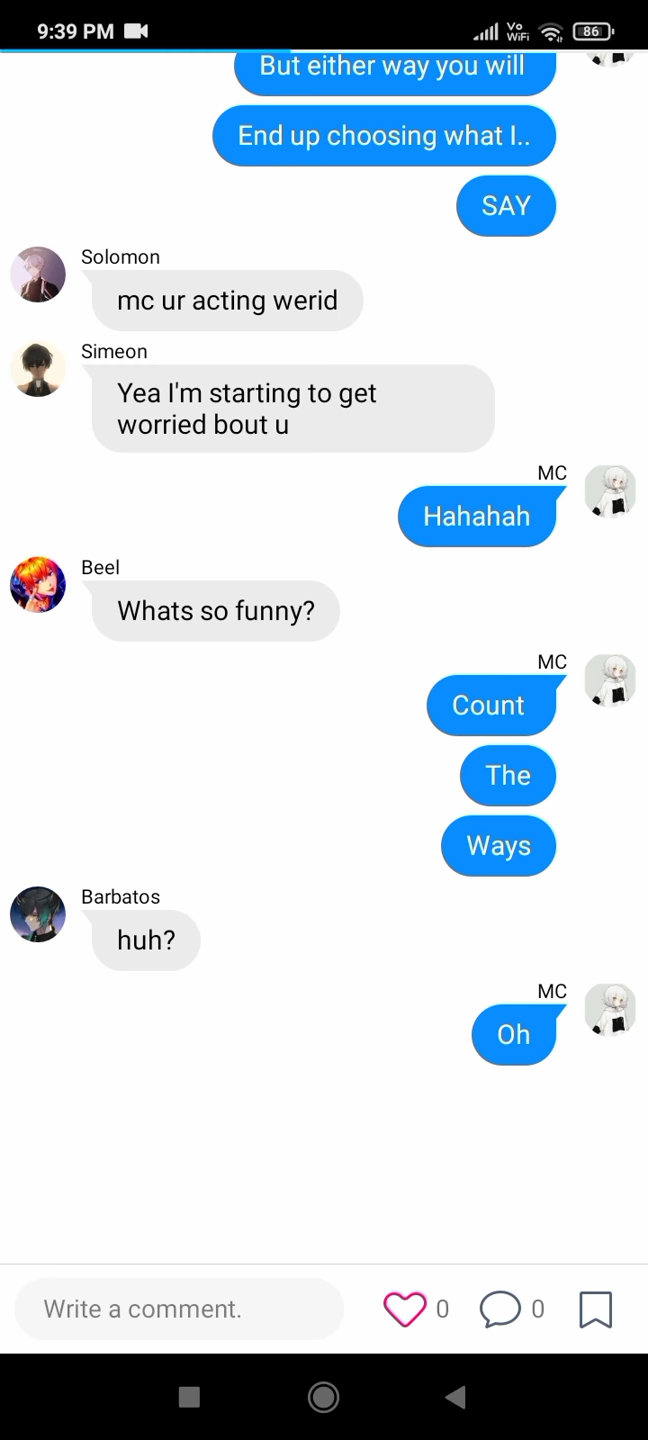 9:39 PM
Vo
WiFi
86
But either way you will
End up choosing what I..
SAY
Solomon
mc ur acting werid
Simeon
Yea I'm starting to get
worried bout u
MC
Hahahah
Beel
Whats so funny?
MC
Count
The
Ways
Barbatos
huh?
MC
Oh
Write a comment.
0
0